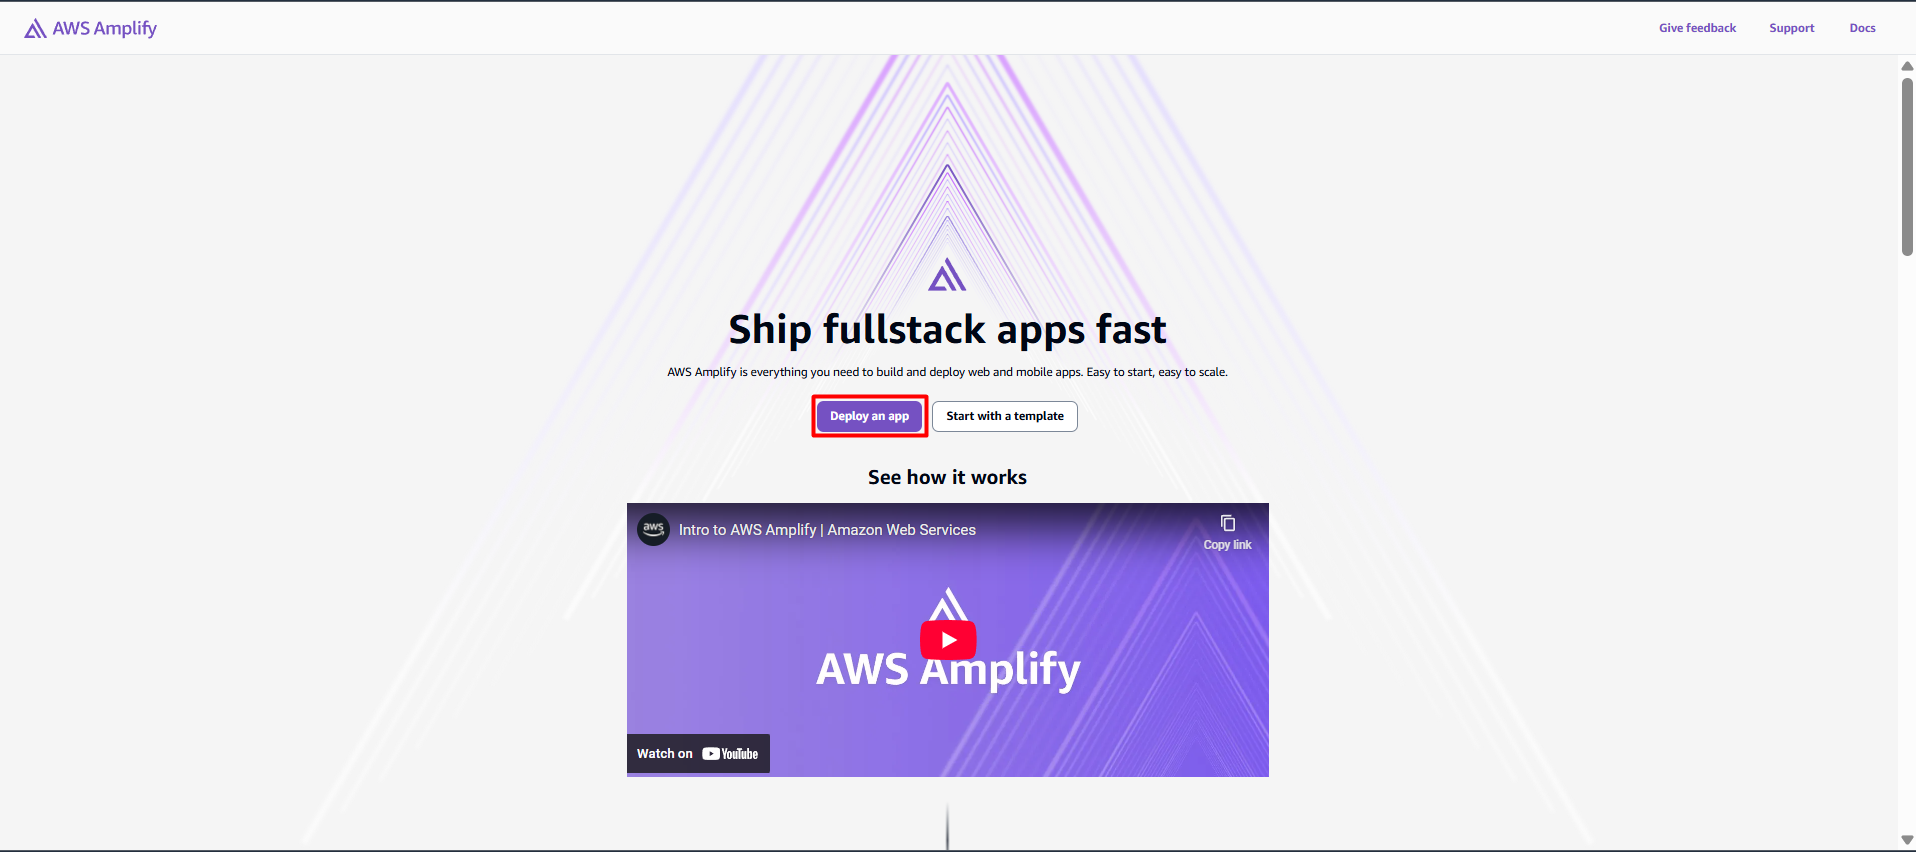 AWS Amplify
Give feedback
Support
Docs
Ship fullstack apps fast
AWS Amplify is everything you need to build and deploy web and mobile apps. Easy to start, easy to scale.
Deploy an app
Start with a template
See how it works
aws
Intro to AWS Amplify | Amazon Web Services
Copy link
AWS Amplify
Watch on YouTube